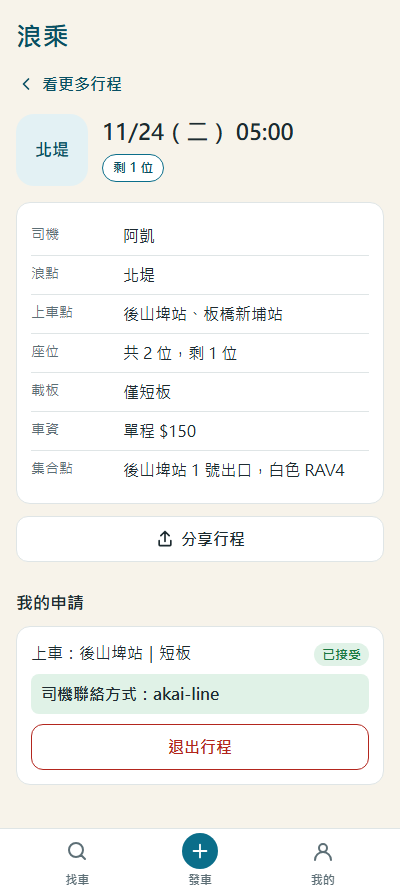 浪乘
看更多行程
北堤
11/24（二）05:00
剩 1 位
司機 阿凱
浪點 北堤
上車點 後山埤站、板橋新埔站
座位 共 2 位，剩 1 位
載板 僅短板
車資 單程 $150
集合點 後山埤站 1 號出口，白色 RAV4
分享行程
我的申請
上車：後山埤站｜短板 已接受
司機聯絡方式：akai-line
退出行程
找車 發車 我的